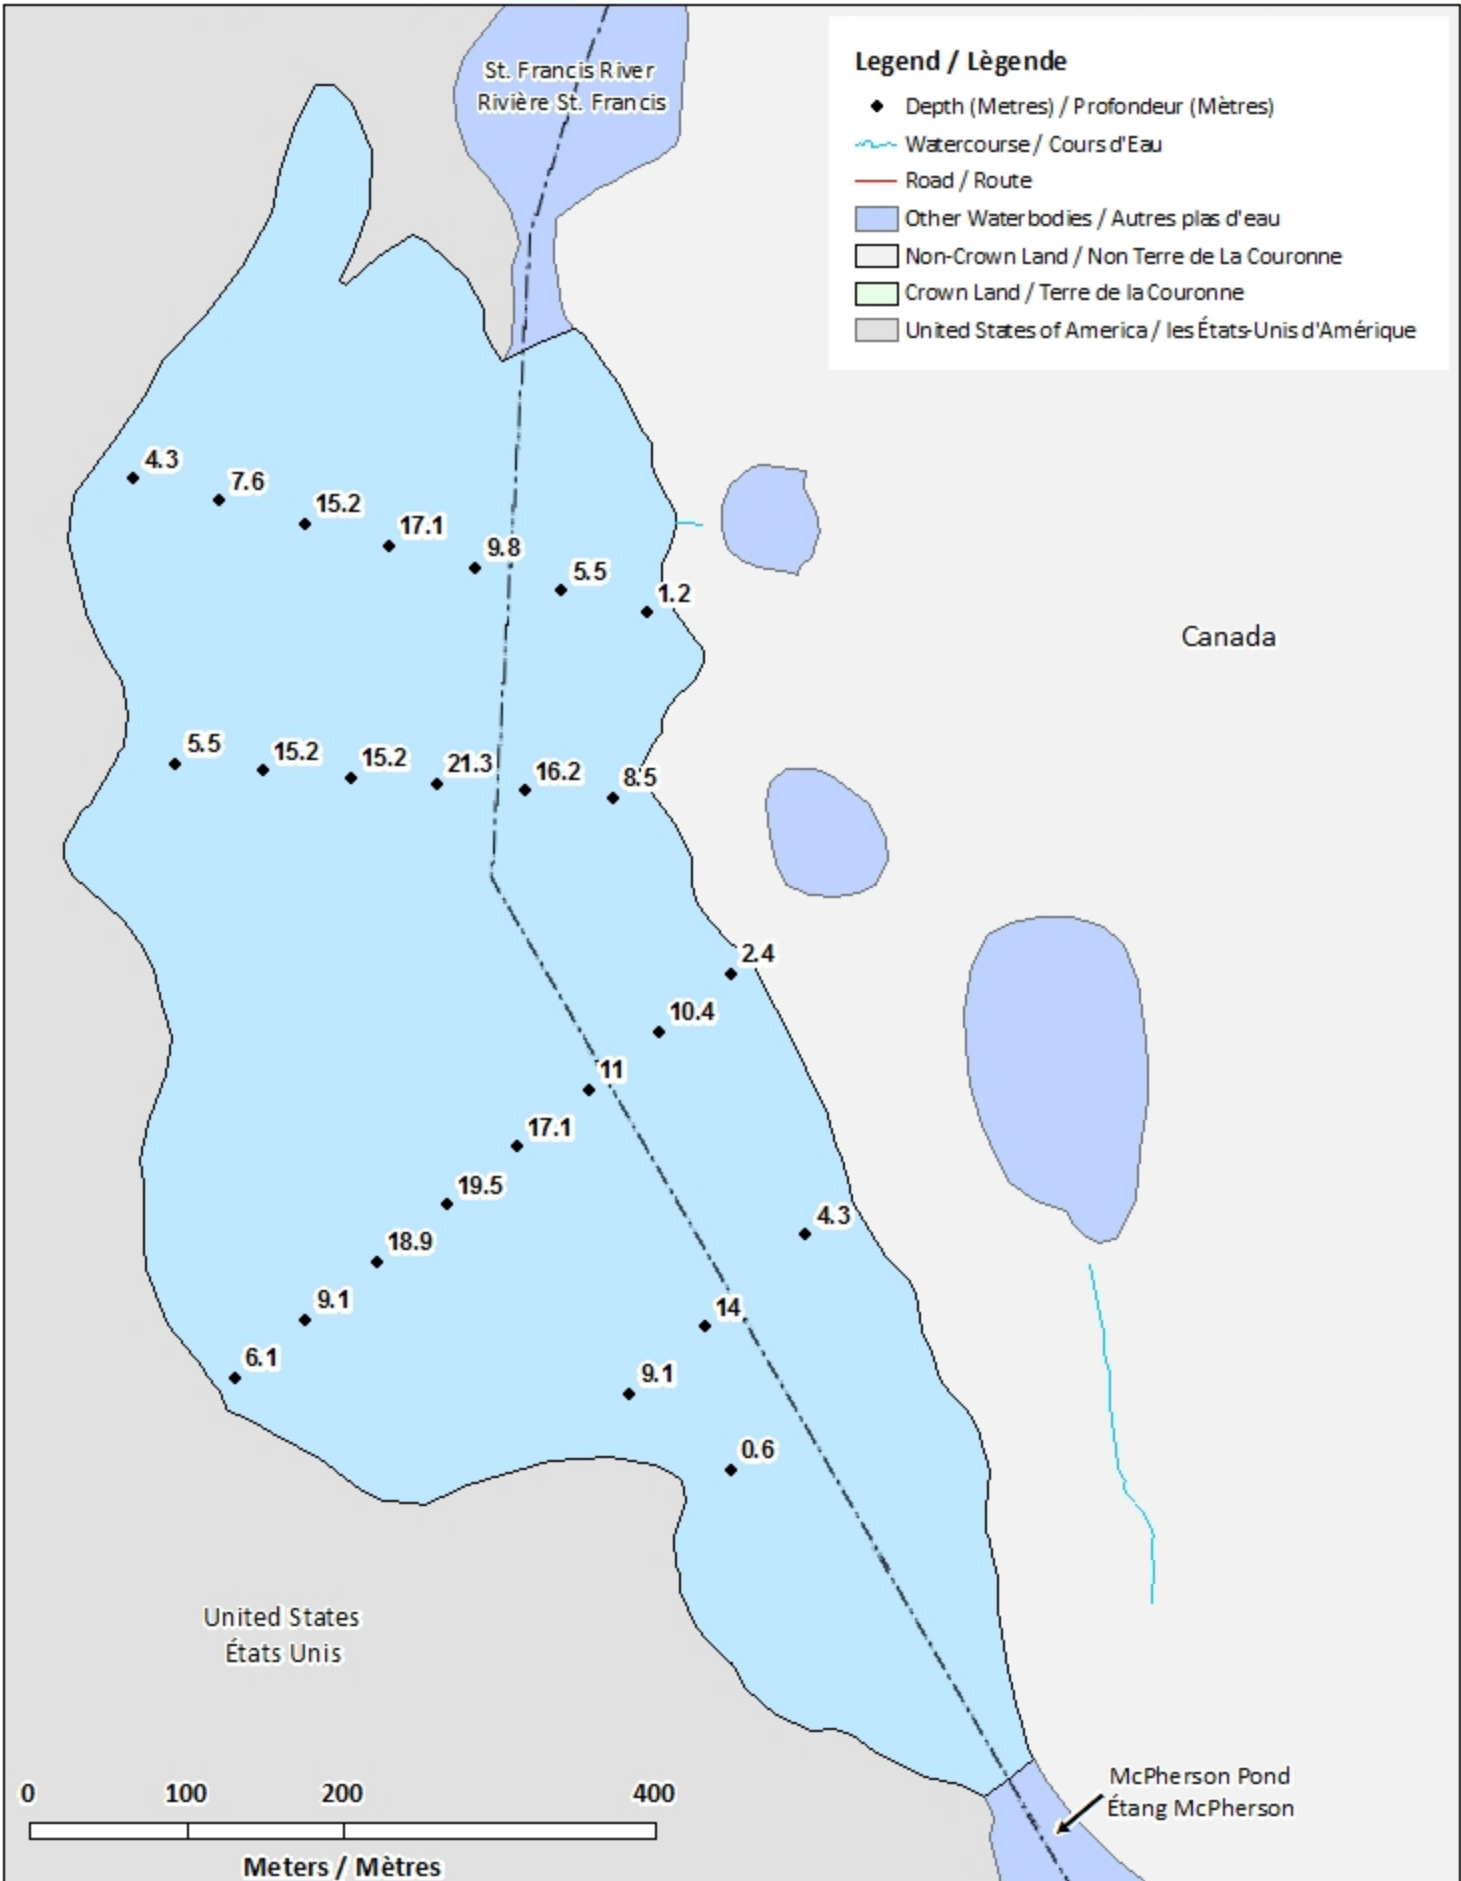 St. Francis River
Rivière St. Francis
Legend / Lègende
Depth (Metres) / Profondeur (Mètres)
Watercourse / Cours d'Eau
Road / Route
Other Waterbodies / Autres plas d'eau
Non-Crown Land / Non Terre de La Couronne
Crown Land / Terre de la Couronne
United States of America / les États-Unis d'Amérique
4.3
7.6
15.2
17.1
9.8
5.5
1.2
Canada
5.5
15.2
15.2
21.3
16.2
8.5
2.4
10.4
11
17.1
19.5
18.9
9.1
6.1
4.3
14
9.1
0.6
United States
États Unis
McPherson Pond
Étang McPherson
0 100 200 400
Meters / Mètres